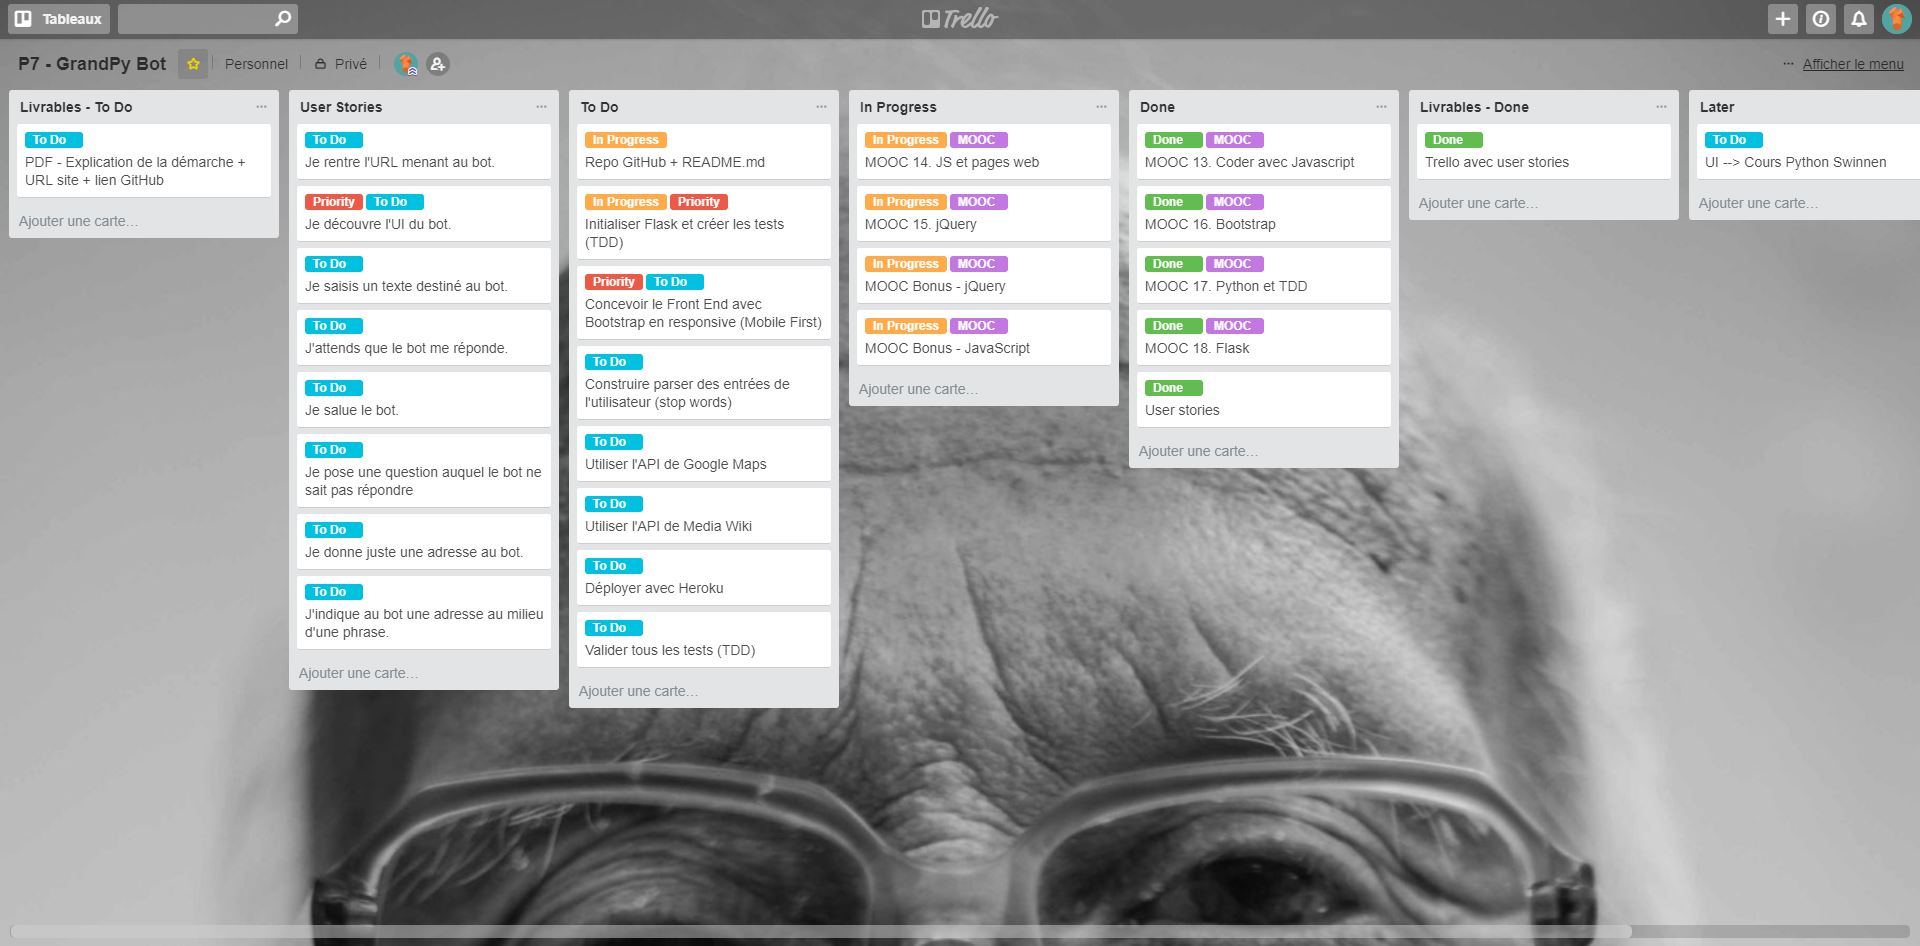 Tableaux
Trello
P7 - GrandPy Bot
Personnel
Privé
Afficher le menu
Livrables - To Do
To Do
PDF - Explication de la démarche +
URL site + lien GitHub
Ajouter une carte…
User Stories
To Do
Je rentre l'URL menant au bot.
Priority To Do
Je découvre l'UI du bot.
To Do
Je saisis un texte destiné au bot.
To Do
J'attends que le bot me réponde.
To Do
Je salue le bot.
To Do
Je pose une question auquel le bot ne
sait pas répondre
To Do
Je donne juste une adresse au bot.
To Do
J'indique au bot une adresse au milieu
d'une phrase.
Ajouter une carte…
To Do
In Progress
Repo GitHub + README.md
In Progress Priority
Initialiser Flask et créer les tests
(TDD)
Priority To Do
Concevoir le Front End avec
Bootstrap en responsive (Mobile First)
To Do
Construire parser des entrées de
l'utilisateur (stop words)
To Do
Utiliser l'API de Google Maps
To Do
Utiliser l'API de Media Wiki
To Do
Déployer avec Heroku
To Do
Valider tous les tests (TDD)
Ajouter une carte…
In Progress
In Progress MOOC
MOOC 14. JS et pages web
In Progress MOOC
MOOC 15. jQuery
In Progress MOOC
MOOC Bonus - jQuery
In Progress MOOC
MOOC Bonus - JavaScript
Ajouter une carte…
Done
Done MOOC
MOOC 13. Coder avec Javascript
Done MOOC
MOOC 16. Bootstrap
Done MOOC
MOOC 17. Python et TDD
Done MOOC
MOOC 18. Flask
Done
User stories
Ajouter une carte…
Livrables - Done
Done
Trello avec user stories
Ajouter une carte…
Later
To Do
UI --> Cours Python Swinnen
Ajouter une carte…